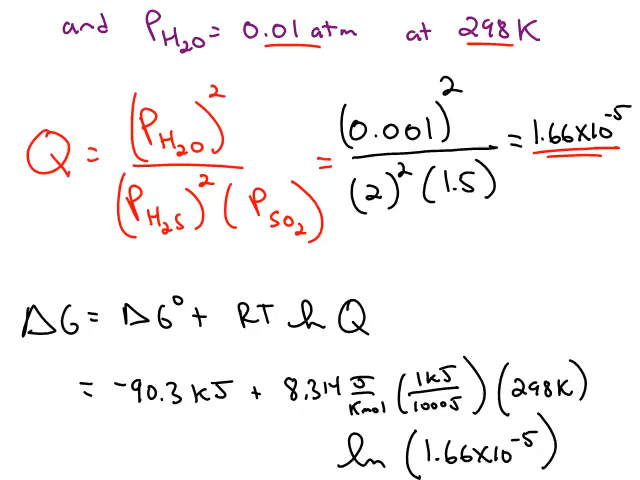 and P_H2O = 0.01 atm at 298 K
Q = (P_H2O)^2 / (P_H2S)^2 (P_SO2) = (0.001)^2 / (2)^2 (1.5) = 1.66x10^-5
ΔG = ΔG° + RT ln Q
= -90.3 kJ + 8.314 J/Kmol (1kJ/1000J) (298K)
ln (1.66x10^-5)